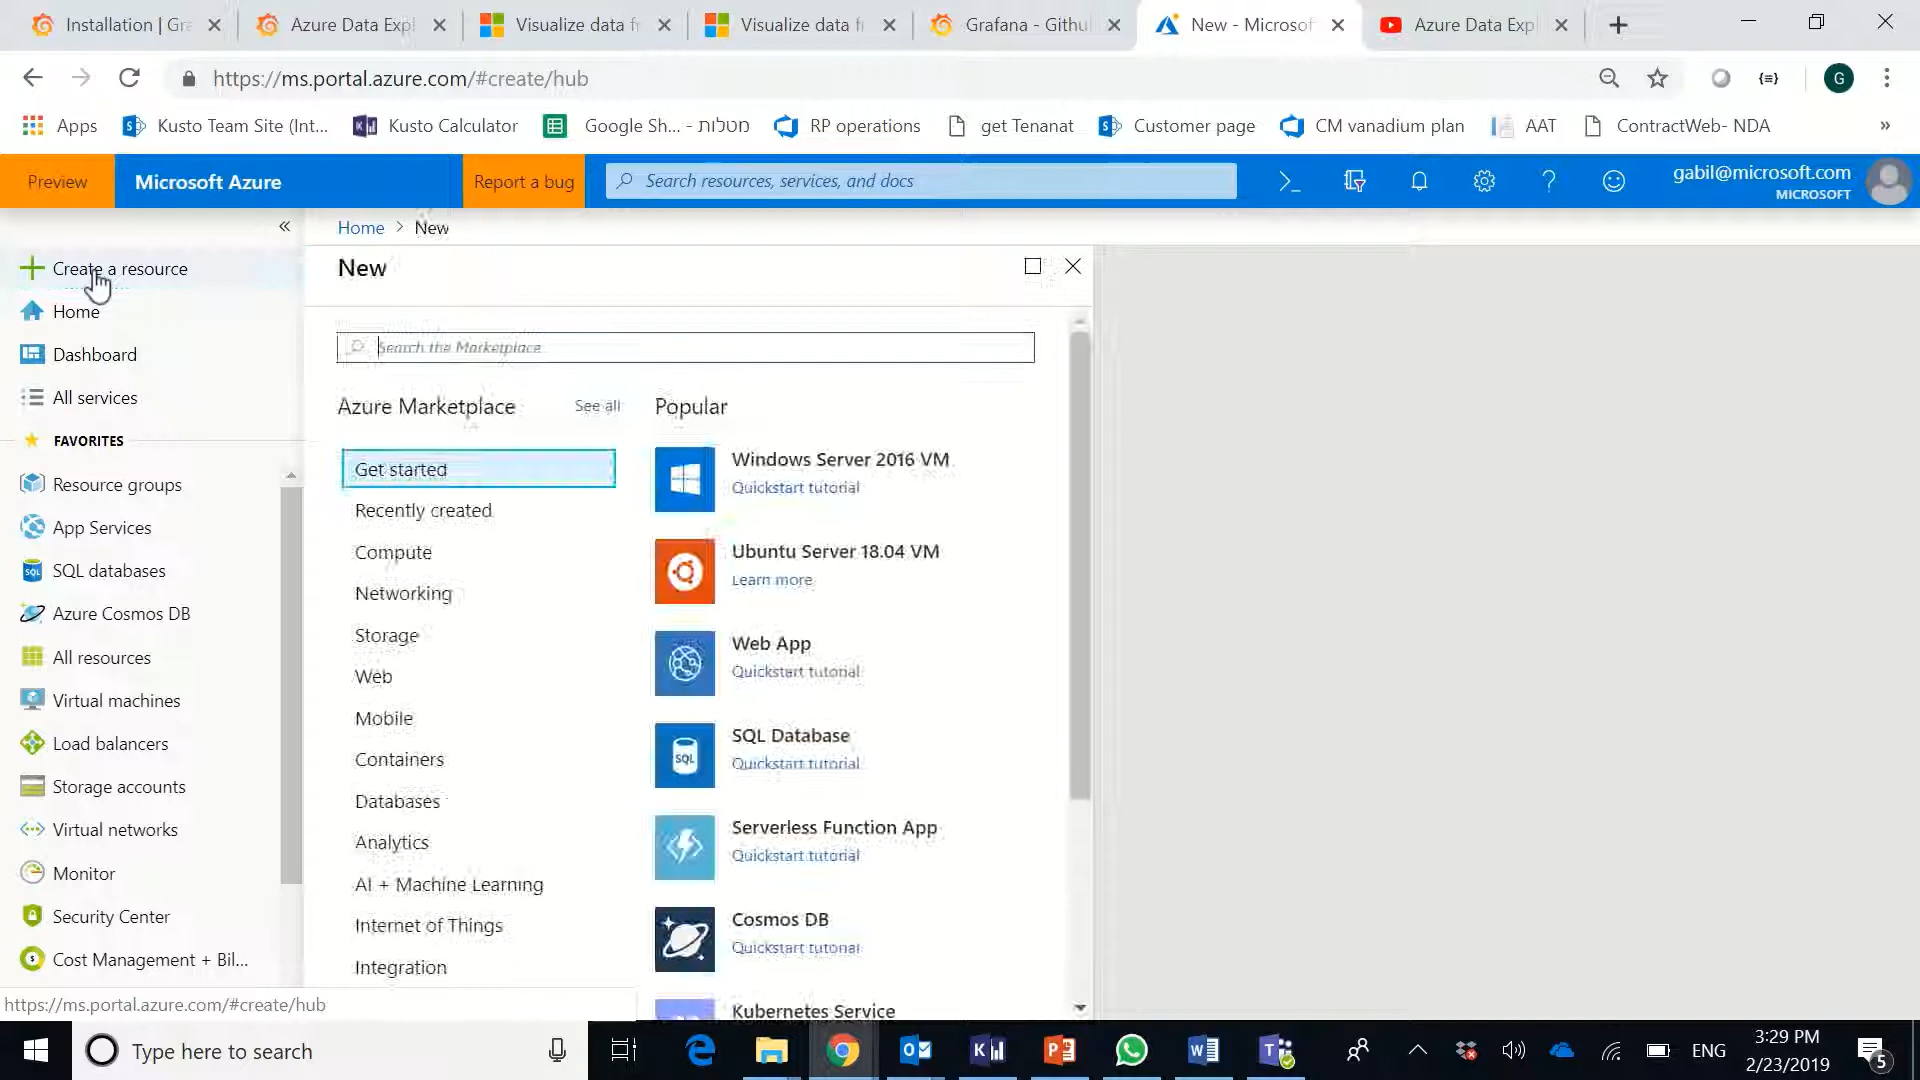 Installation | Gra
Azure Data Expl
Visualize data fr
Visualize data fr
Grafana - Githu
New - Microsof
Azure Data Expl
https://ms.portal.azure.com/#create/hub
G
Apps
Kusto Team Site (Int...
Kusto Calculator
Google Sh... - מטלות
RP operations
get Tenanat
Customer page
CM vanadium plan
AAT
ContractWeb- NDA
»
Preview
Microsoft Azure
Report a bug
Search resources, services, and docs
gabil@microsoft.com
MICROSOFT
Home > New
New
Create a resource
Home
Dashboard
All services
FAVORITES
Resource groups
App Services
SQL databases
Azure Cosmos DB
All resources
Virtual machines
Load balancers
Storage accounts
Virtual networks
Monitor
Security Center
Cost Management + Bil...
Search the Marketplace
Azure Marketplace
See all
Get started
Recently created
Compute
Networking
Storage
Web
Mobile
Containers
Databases
Analytics
AI + Machine Learning
Internet of Things
Integration
Popular
Windows Server 2016 VM
Quickstart tutorial
Ubuntu Server 18.04 VM
Learn more
Web App
Quickstart tutorial
SQL Database
Quickstart tutorial
Serverless Function App
Quickstart tutorial
Cosmos DB
Quickstart tutorial
Kubernetes Service
https://ms.portal.azure.com/#create/hub
Type here to search
ENG
3:29 PM
2/23/2019
5